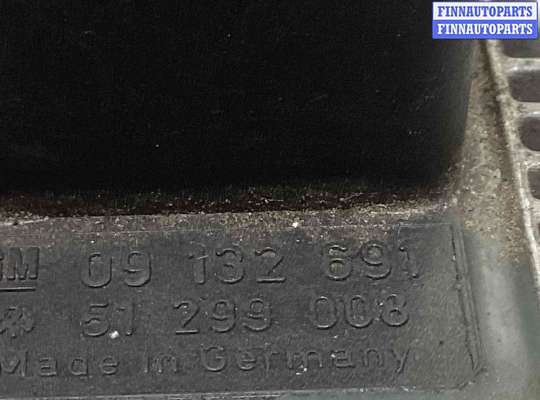 FINNAUTOPARTS
FINNAUTOPARTS
GM 09 132 691
51 299 008
Made in Germany